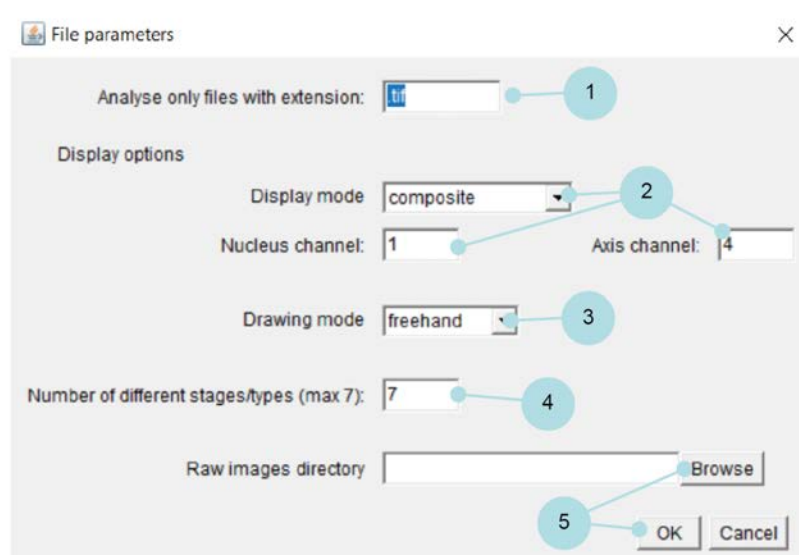 File parameters
Analyse only files with extension: .tif 1
Display options
Display mode composite 2
Nucleus channel: 1 Axis channel: 4
Drawing mode freehand 3
Number of different stages/types (max 7): 7 4
Raw images directory Browse
5 OK Cancel